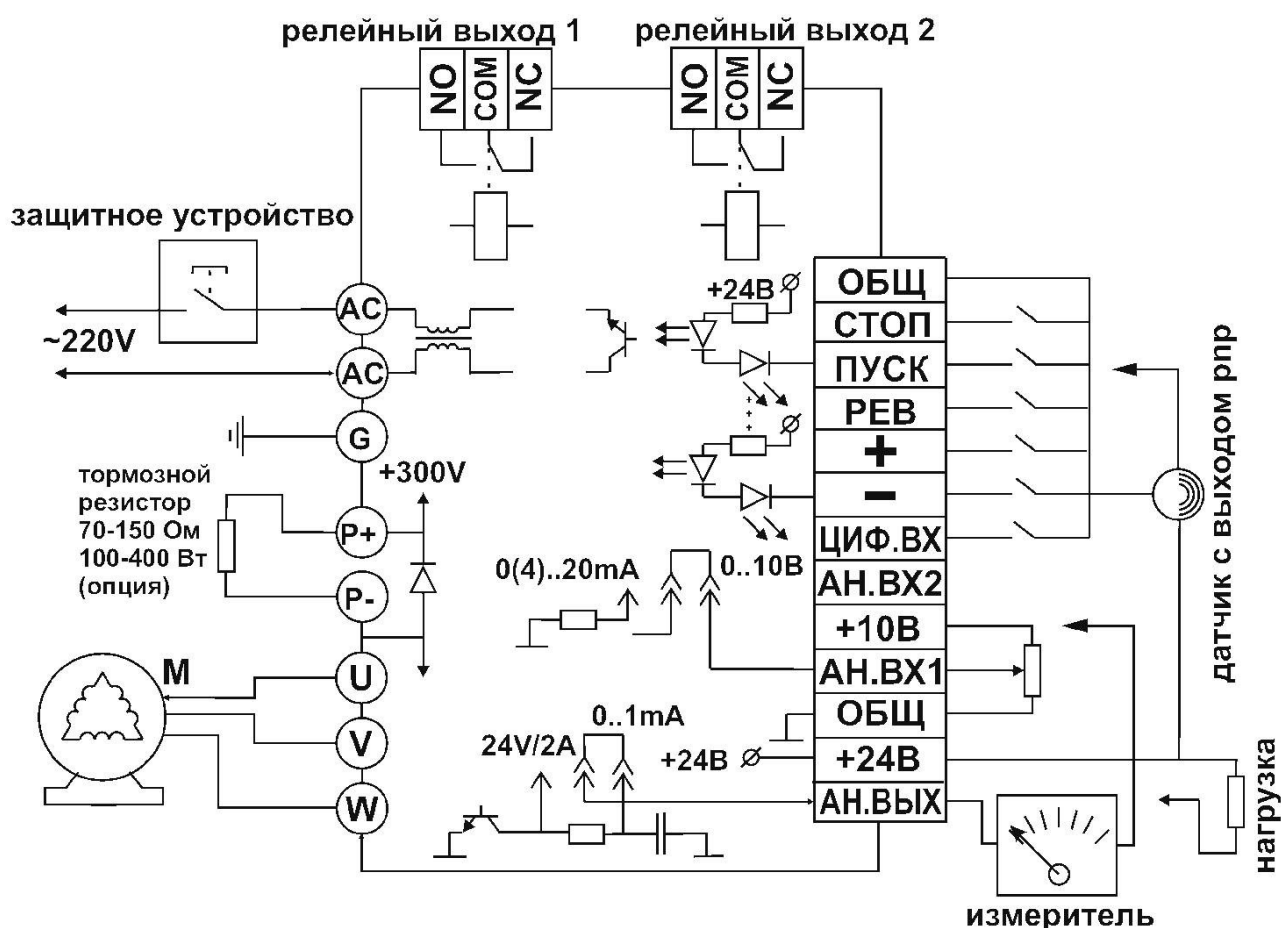 релейный выход 1
релейный выход 2
NO
COM
NC
NO
COM
NC
защитное устройство
~220V
AC
AC
G
+300V
тормозной
резистор
70-150 Ом
100-400 Вт
(опция)
P+
P-
M
U
V
W
+24В
0(4)..20mA
0..10В
24V/2A
0..1mA
+24В
ОБЩ
СТОП
ПУСК
РЕВ
+
-
ЦИФ.ВХ
АН.ВХ2
+10В
АН.ВХ1
ОБЩ
+24В
АН.ВЫХ
датчик с выходом pnp
нагрузка
измеритель